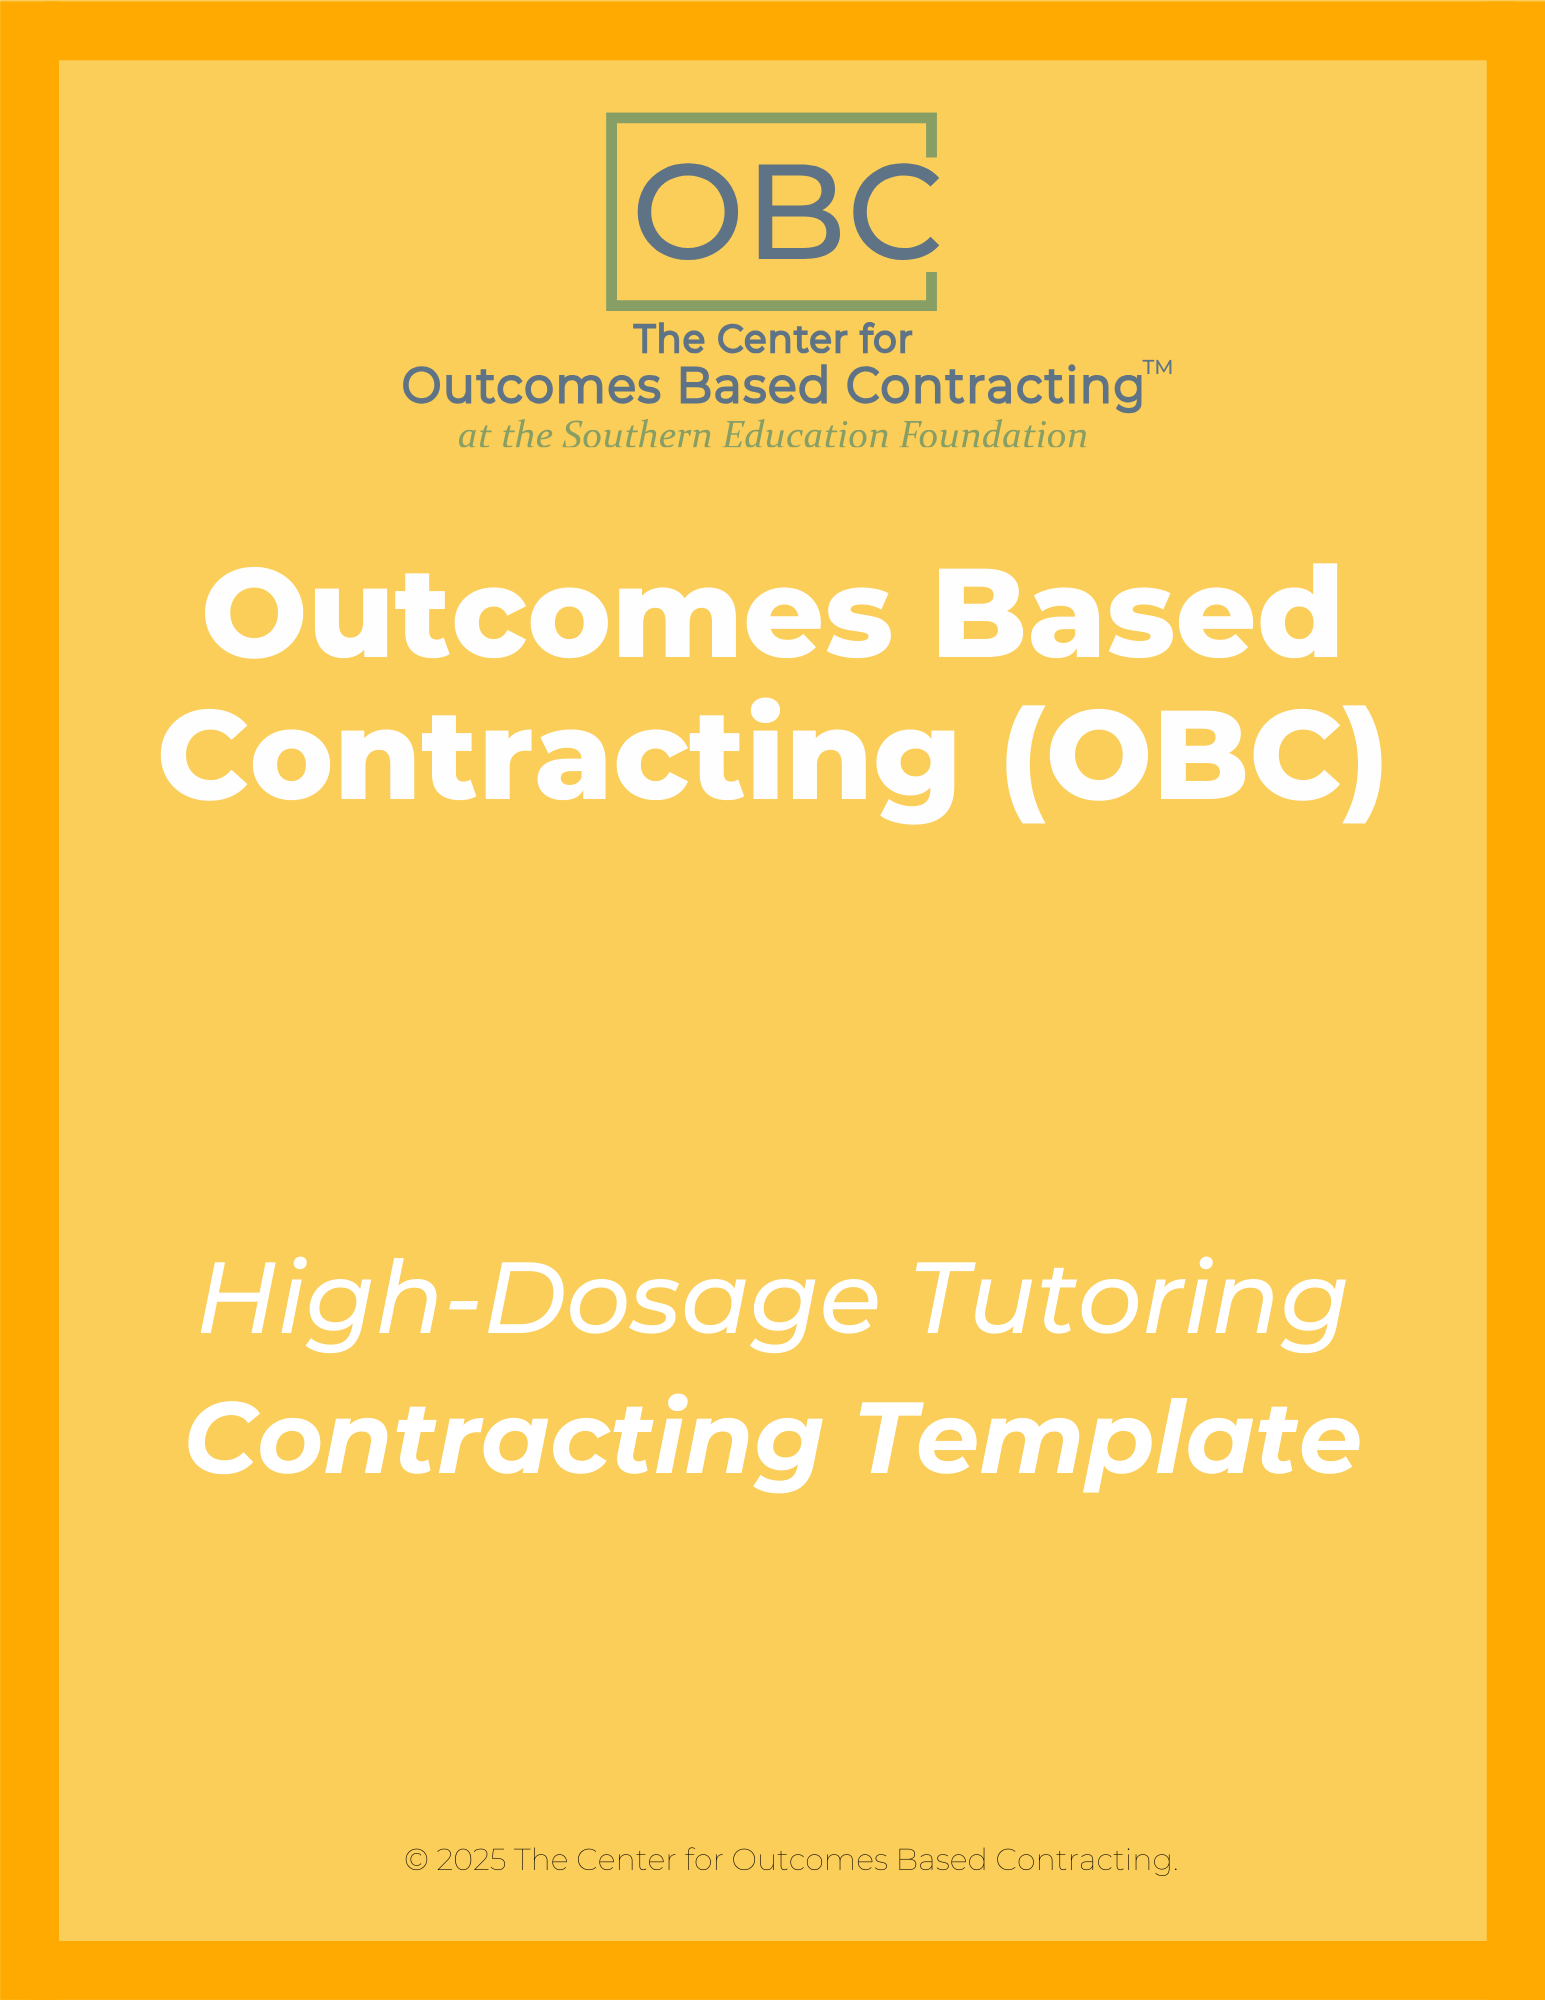 OBC
The Center for
Outcomes Based Contracting™
at the Southern Education Foundation
Outcomes Based
Contracting (OBC)
High-Dosage Tutoring
Contracting Template
© 2025 The Center for Outcomes Based Contracting.